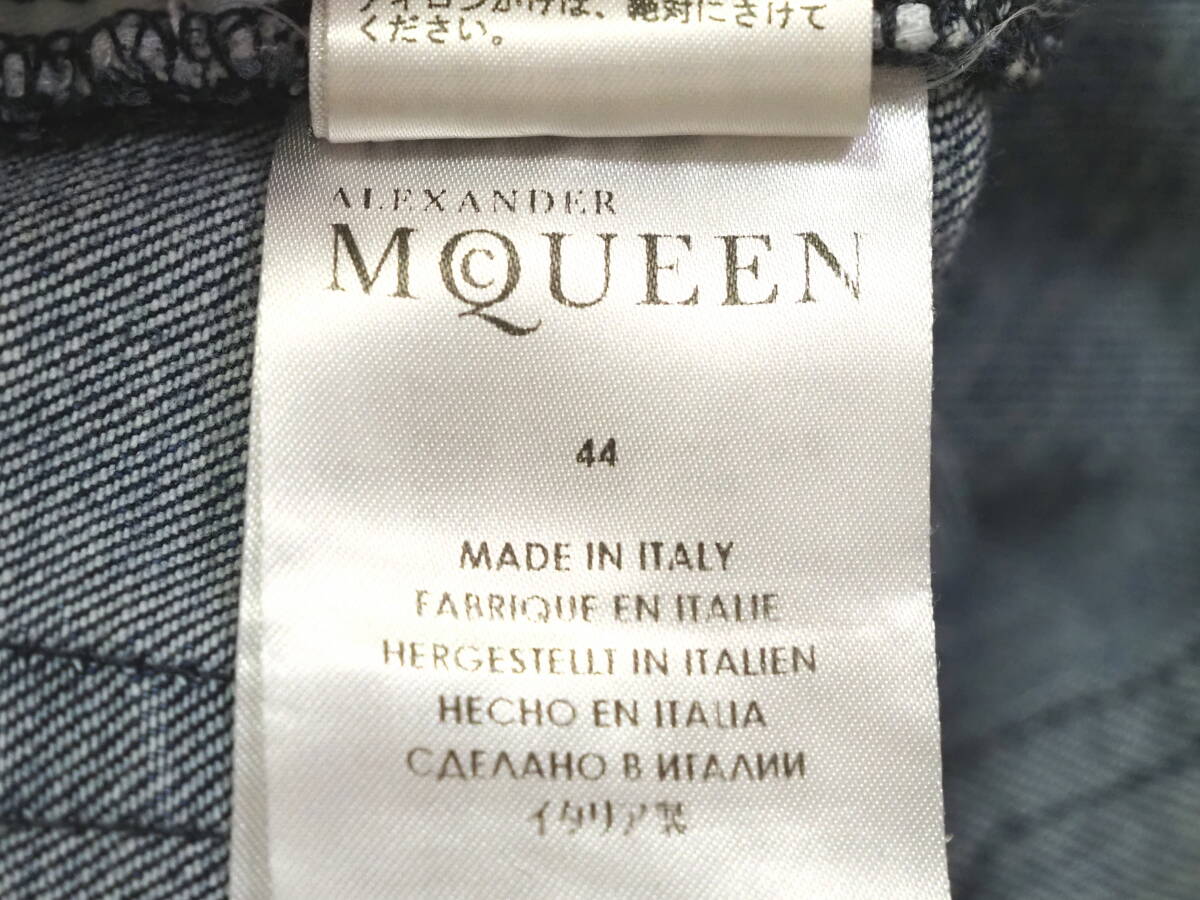 アイロンがけは、絶対にさけて
ください。
ALEXANDER
McQUEEN
44
MADE IN ITALY
FABRIQUE EN ITALIE
HERGESTELLT IN ITALIEN
HECHO EN ITALIA
СДЕЛАНО В ИТАЛИИ
イタリア製